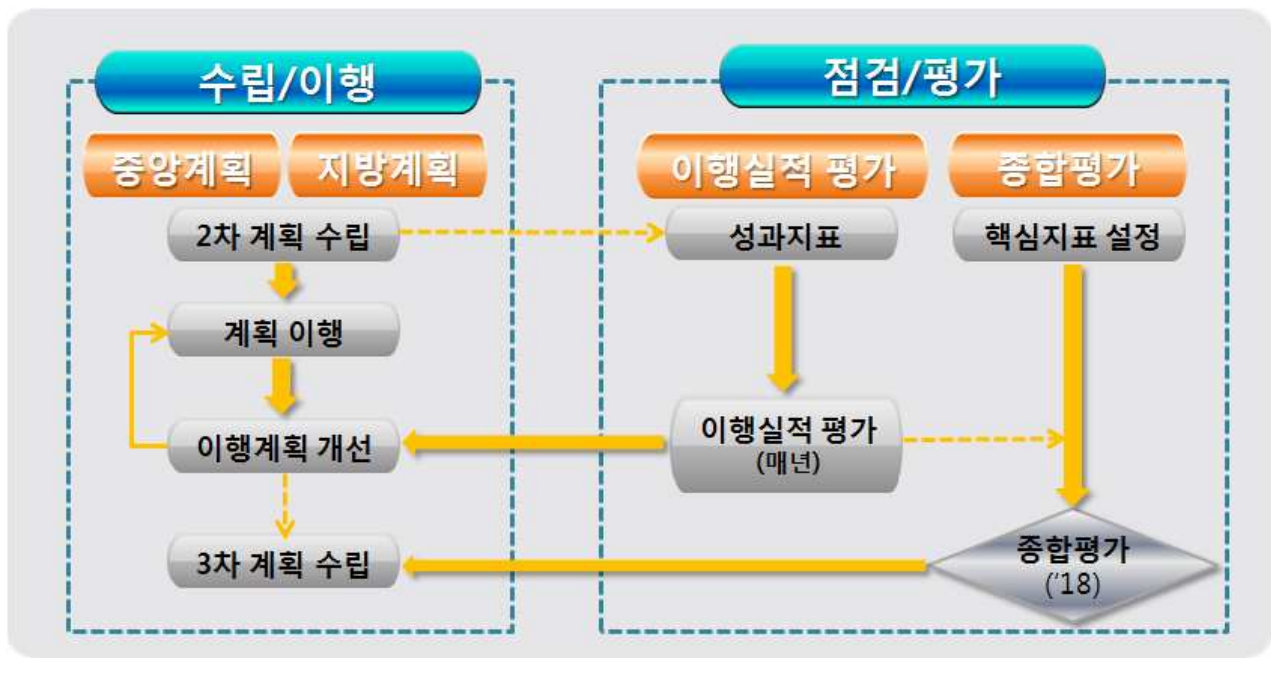 수립/이행
중앙계획
지방계획
2차 계획 수립
계획 이행
이행계획 개선
3차 계획 수립
점검/평가
이행실적 평가
종합평가
성과지표
핵심지표 설정
이행실적 평가
(매년)
종합평가
('18)